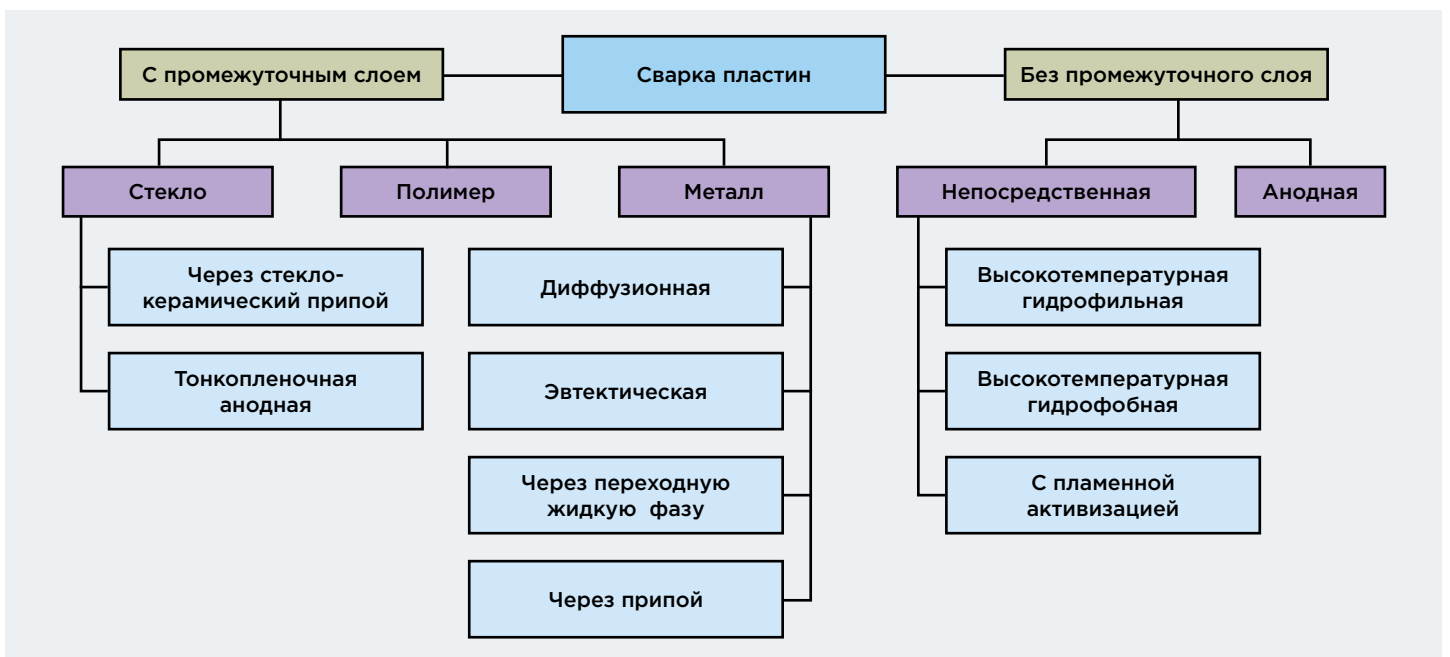 С промежуточным слоем
Сварка пластин
Без промежуточного слоя
Стекло
Полимер
Металл
Непосредственная
Анодная
Через стекло-
керамический припой
Тонкопленочная
анодная
Диффузионная
Эвтектическая
Через переходную
жидкую фазу
Через припой
Высокотемпературная
гидрофильная
Высокотемпературная
гидрофобная
С пламенной
активизацией